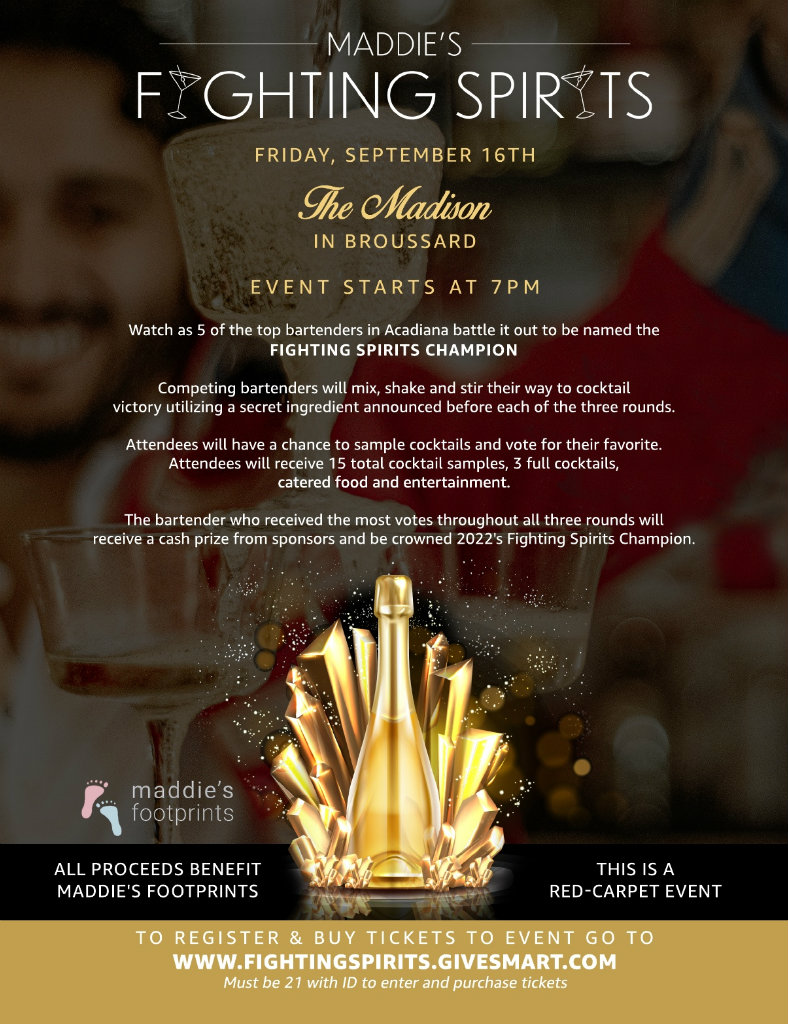 MADDIE'S
FIGHTING SPIRITS
FRIDAY, SEPTEMBER 16TH
The Madison
IN BROUSSARD
EVENT STARTS AT 7PM
Watch as 5 of the top bartenders in Acadiana battle it out to be named the
FIGHTING SPIRITS CHAMPION
Competing bartenders will mix, shake and stir their way to cocktail
victory utilizing a secret ingredient announced before each of the three rounds.
Attendees will have a chance to sample cocktails and vote for their favorite.
Attendees will receive 15 total cocktail samples, 3 full cocktails,
catered food and entertainment.
The bartender who received the most votes throughout all three rounds will
receive a cash prize from sponsors and be crowned 2022's Fighting Spirits Champion.
maddie's
footprints
ALL PROCEEDS BENEFIT
MADDIE'S FOOTPRINTS
THIS IS A
RED-CARPET EVENT
TO REGISTER & BUY TICKETS TO EVENT GO TO
WWW.FIGHTINGSPIRITS.GIVESMART.COM
Must be 21 with ID to enter and purchase tickets